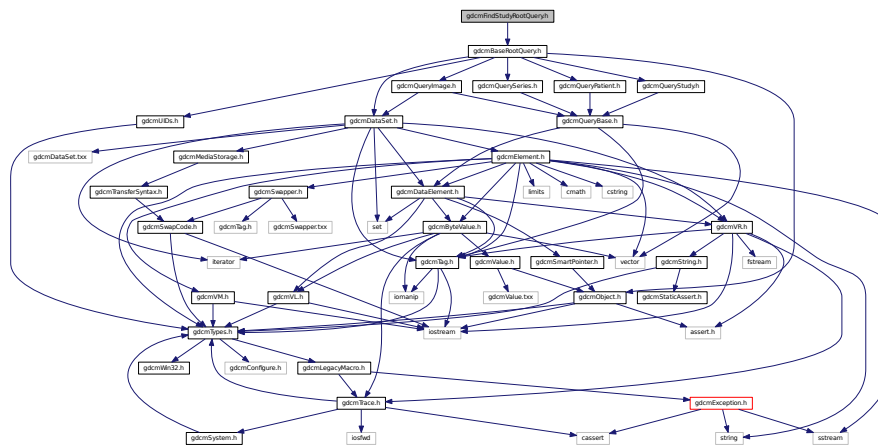 gdcmFindStudyRootQuery.h
gdcmBaseRootQuery.h
gdcmQueryImage.h
gdcmQuerySeries.h
gdcmQueryPatient.h
gdcmQueryStudy.h
gdcmUIDs.h
gdcmDataSet.h
gdcmQueryBase.h
gdcmDataSet.txx
gdcmMediaStorage.h
gdcmElement.h
gdcmTransferSyntax.h
gdcmSwapper.h
gdcmDataElement.h
limits
cmath
cstring
gdcmSwapCode.h
gdcmTag.h
gdcmSwapper.txx
set
gdcmByteValue.h
gdcmVR.h
iterator
gdcmTag.h
gdcmValue.h
gdcmSmartPointer.h
vector
gdcmString.h
fstream
gdcmVM.h
gdcmVL.h
iomanip
gdcmValue.txx
gdcmObject.h
gdcmStaticAssert.h
gdcmTypes.h
iostream
assert.h
gdcmWin32.h
gdcmConfigure.h
gdcmLegacyMacro.h
gdcmTrace.h
gdcmException.h
gdcmSystem.h
iosfwd
cassert
string
sstream